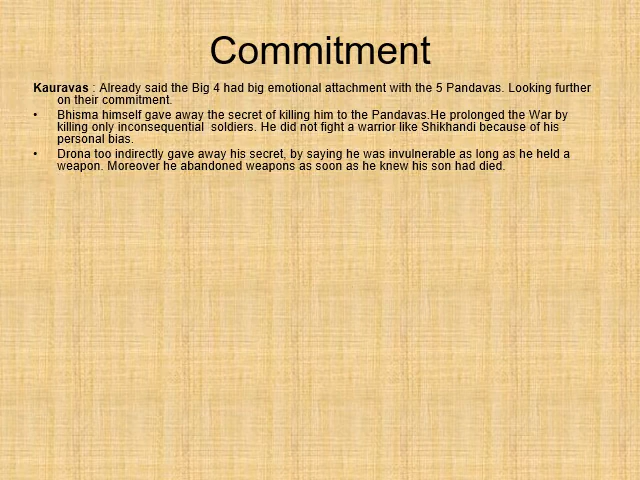 Commitment
Kauravas : Already said the Big 4 had big emotional attachment with the 5 Pandavas. Looking further
on their commitment.
• Bhisma himself gave away the secret of killing him to the Pandavas.He prolonged the War by
killing only inconsequential  soldiers. He did not fight a warrior like Shikhandi because of his
personal bias.
• Drona too indirectly gave away his secret, by saying he was invulnerable as long as he held a
weapon. Moreover he abandoned weapons as soon as he knew his son had died.